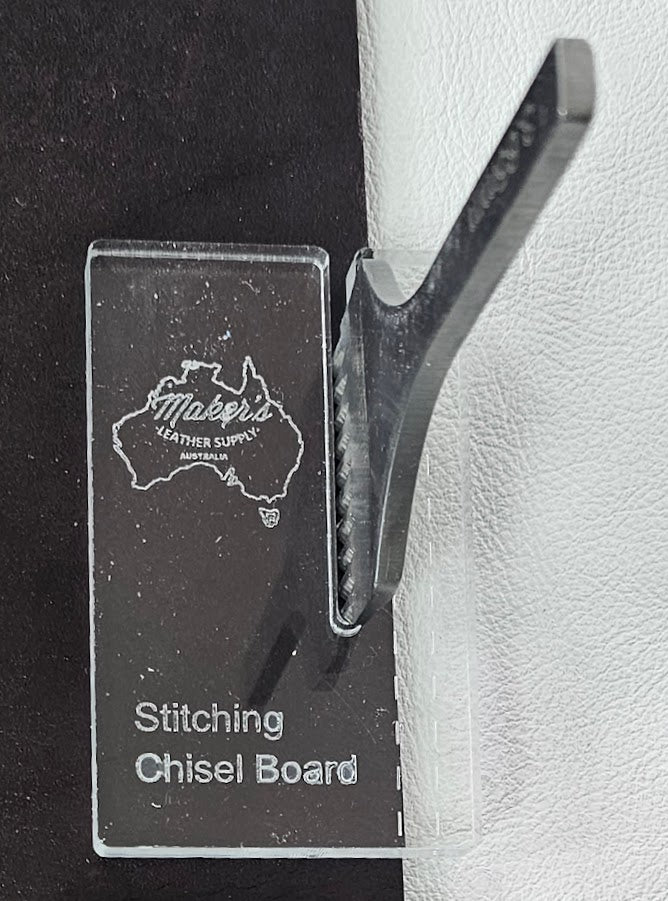 Maker's
LEATHER SUPPLY
AUSTRALIA
Stitching
Chisel Board